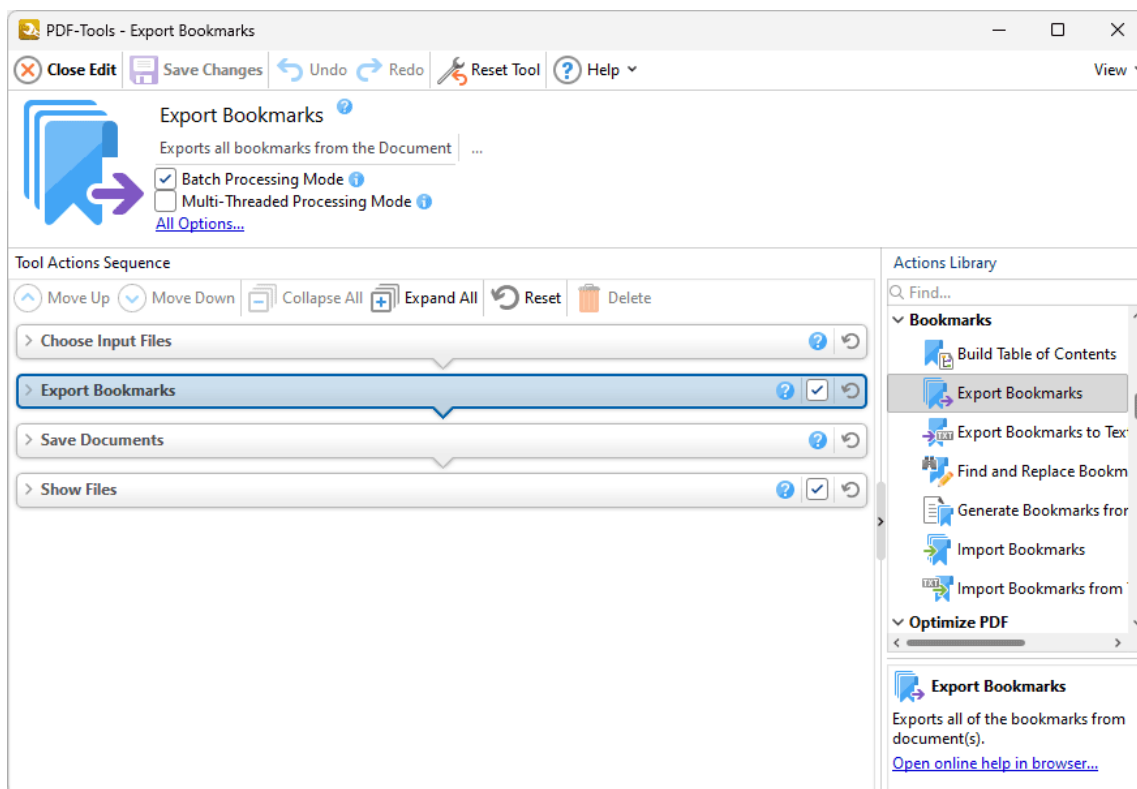 PDF-Tools - Export Bookmarks
Close Edit Save Changes Undo Redo Reset Tool ? Help View
Export Bookmarks ?
Exports all bookmarks from the Document ...
Batch Processing Mode i
Multi-Threaded Processing Mode i
All Options...
Tool Actions Sequence
Move Up Move Down Collapse All Expand All Reset Delete
Choose Input Files ?
Export Bookmarks ?
Save Documents ?
Show Files ?
Actions Library
Find...
Bookmarks
Build Table of Contents
Export Bookmarks
TXT Export Bookmarks to Tex
Find and Replace Bookm
Generate Bookmarks fro
Import Bookmarks
TXT Import Bookmarks from
Optimize PDF
Export Bookmarks
Exports all of the bookmarks from
document(s).
Open online help in browser...